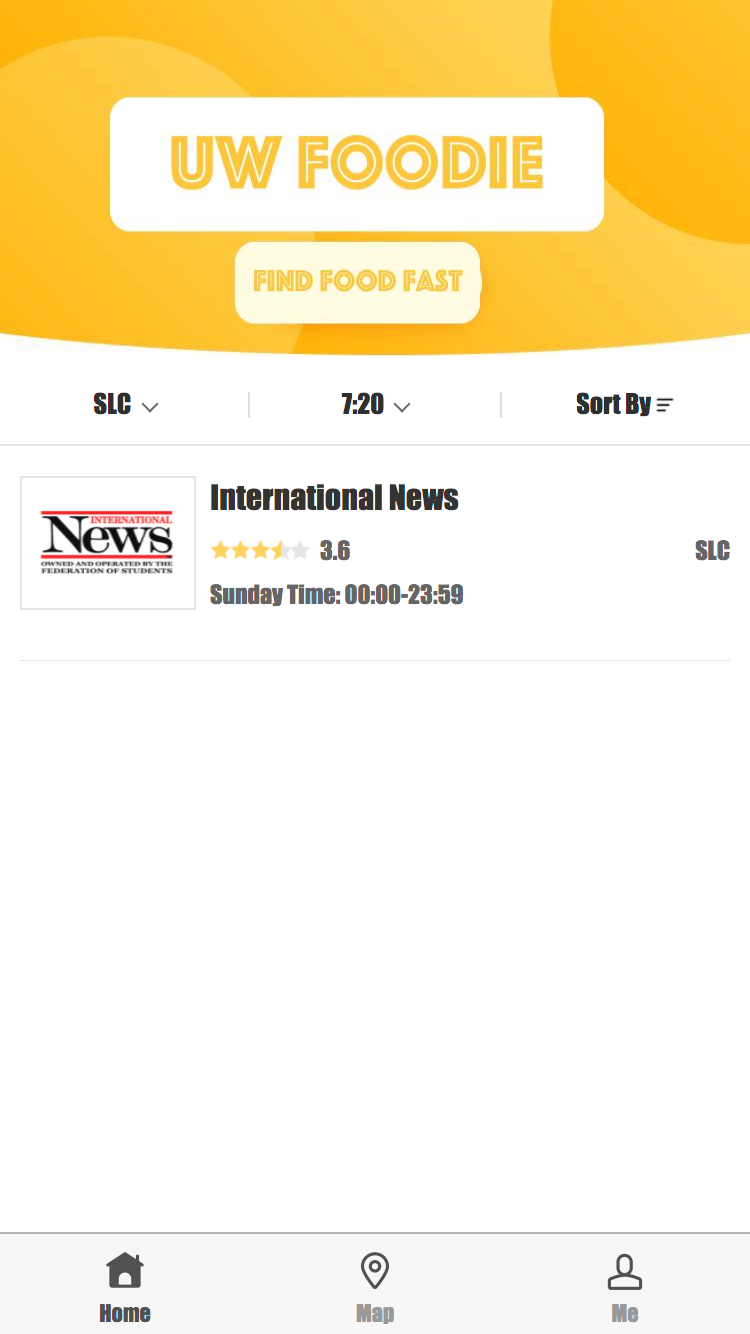 UW FOODIE
FIND FOOD FAST
SLC
7:20
Sort By
INTERNATIONAL
News
OWNED AND OPERATED BY THE
FEDERATION OF STUDENTS
International News
3.6
SLC
Sunday Time: 00:00-23:59
Home
Map
Me